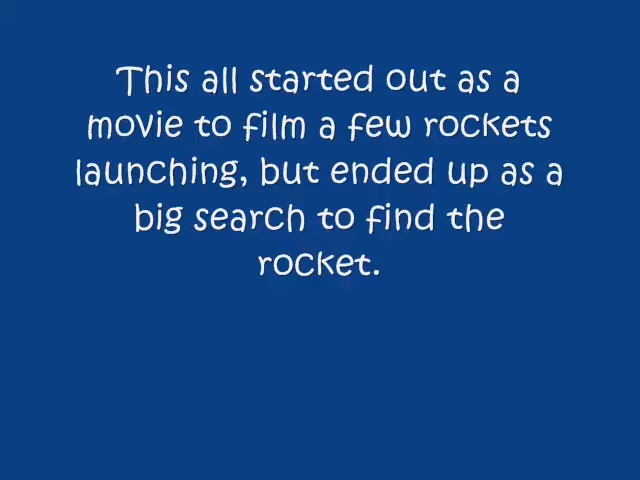 This all started out as a
movie to film a few rockets
launching, but ended up as a
big search to find the
rocket.